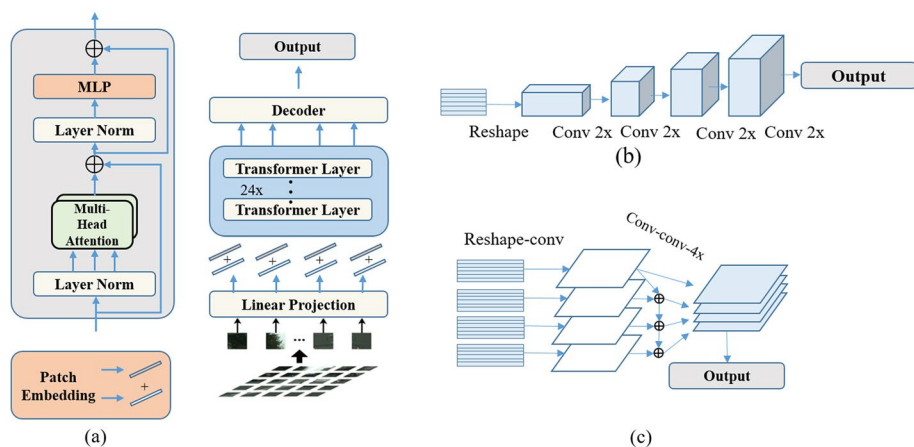 MLP
Layer Norm
Multi-
Head
Attention
Layer Norm
Patch
Embedding
+
(a)
Output
Decoder
Transformer Layer
24x
Transformer Layer
+ + + +
Linear Projection
...
Reshape
Conv 2x
Conv 2x
Conv 2x
Conv 2x
Output
(b)
Reshape-conv
Conv-conv-4x
Output
(c)